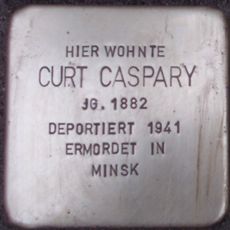 HIER WOHNTE
CURT CASPARY
JG. 1882
DEPORTIERT 1941
ERMORDET IN
MINSK